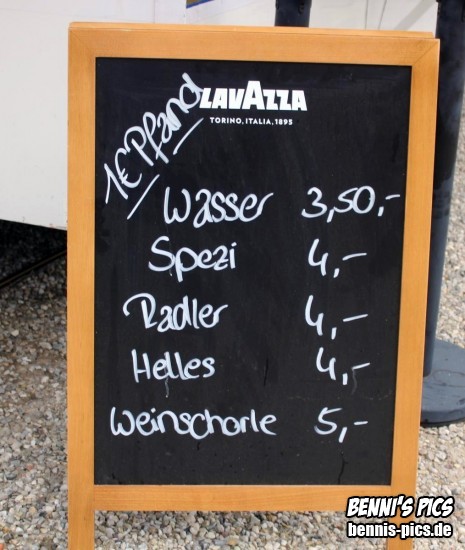 LAVAZZA
TORINO, ITALIA, 1895
1€ Pfand
Wasser 3,50,-
Spezi 4,-
Radler 4,-
Helles 4,-
Weinschorle 5,-
BENNI'S PICS
bennis-pics.de